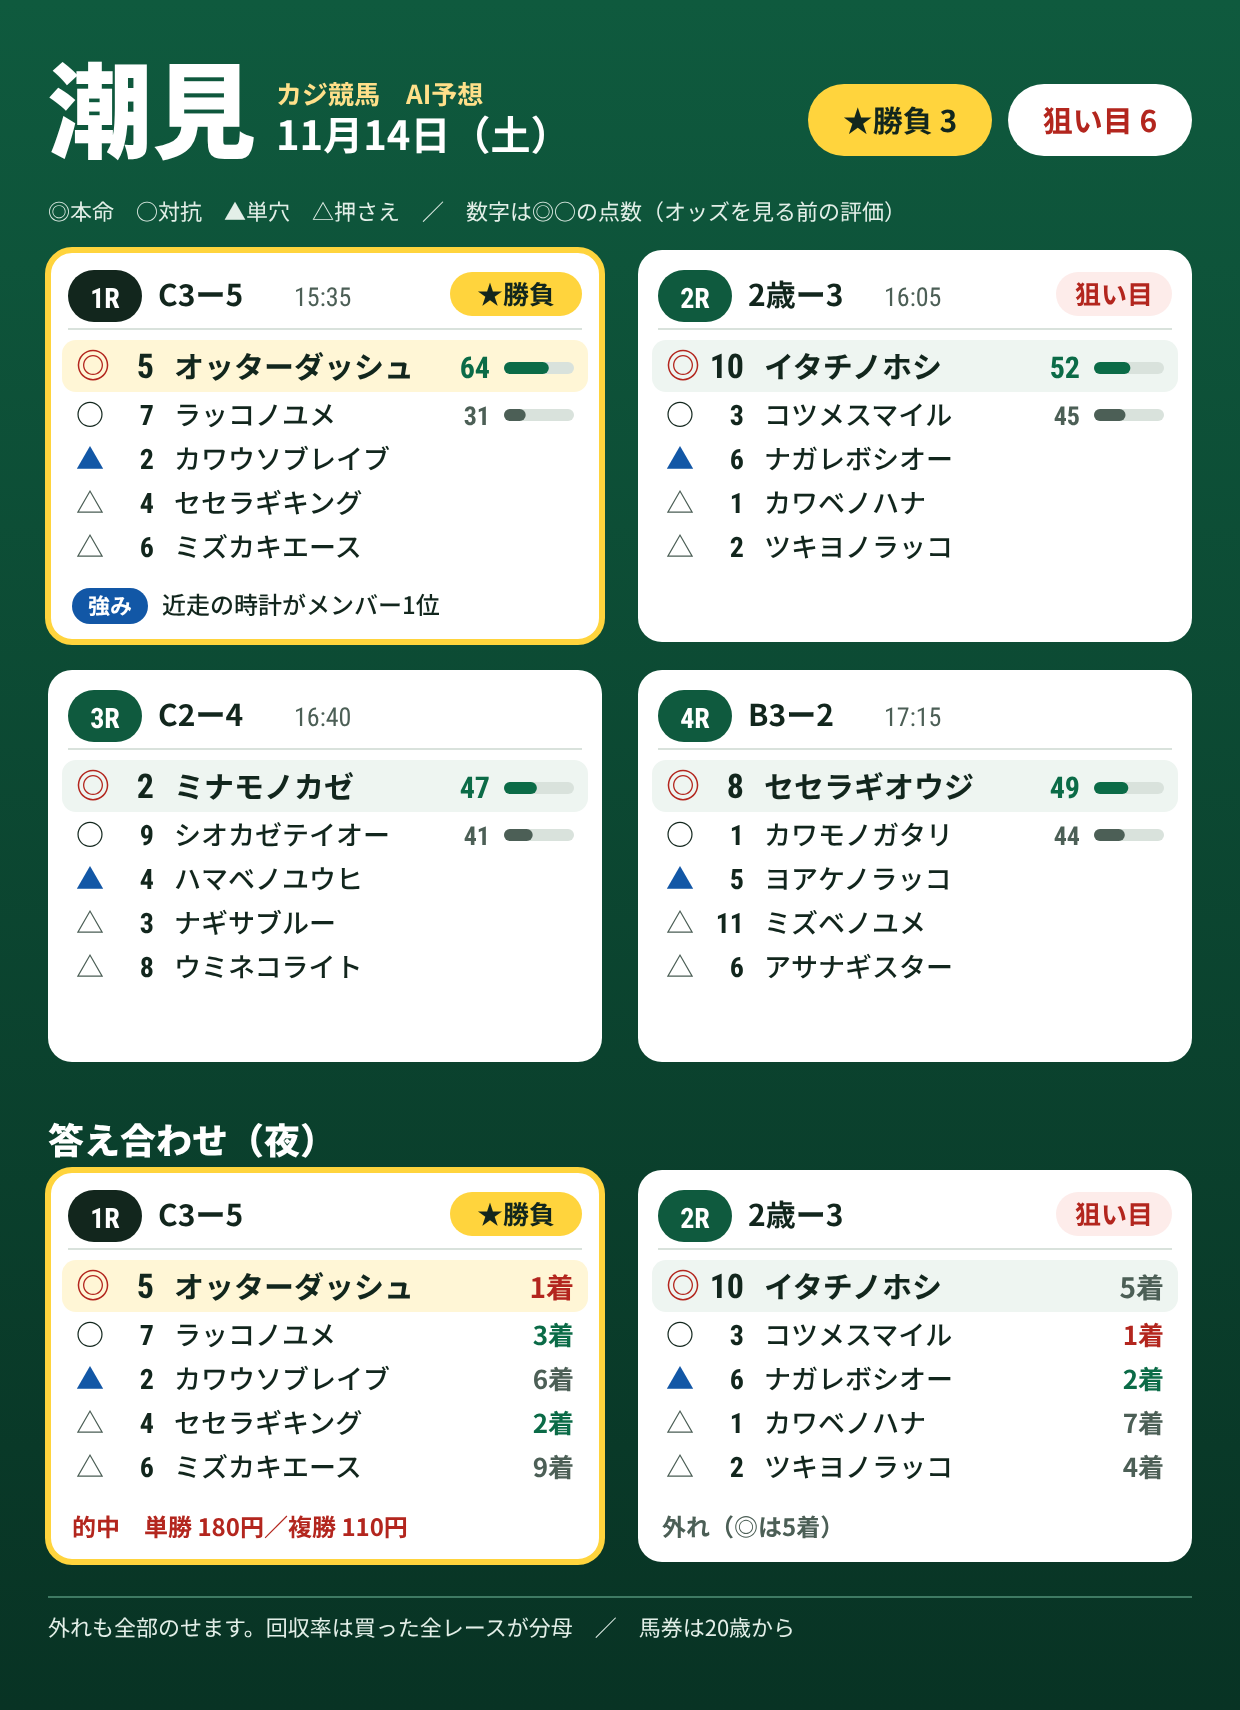 潮見
カジ競馬　AI予想
11月14日（土）
★勝負 3
狙い目 6
◎本命　○対抗　▲単穴　△押さえ　／　数字は◎○の点数（オッズを見る前の評価）
1R C3ー5 15:35 ★勝負
◎ 5 オッターダッシュ 64
○ 7 ラッコノユメ 31
▲ 2 カワウソブレイブ
△ 4 セセラギキング
△ 6 ミズカキエース
強み 近走の時計がメンバー1位
2R 2歳ー3 16:05 狙い目
◎ 10 イタチノホシ 52
○ 3 コツメスマイル 45
▲ 6 ナガレボシオー
△ 1 カワベノハナ
△ 2 ツキヨノラッコ
3R C2ー4 16:40
◎ 2 ミナモノカゼ 47
○ 9 シオカゼテイオー 41
▲ 4 ハマベノユウヒ
△ 3 ナギサブルー
△ 8 ウミネコライト
4R B3ー2 17:15
◎ 8 セセラギオウジ 49
○ 1 カワモノガタリ 44
▲ 5 ヨアケノラッコ
△ 11 ミズベノユメ
△ 6 アサナギスター
答え合わせ（夜）
1R C3ー5 ★勝負
◎ 5 オッターダッシュ 1着
○ 7 ラッコノユメ 3着
▲ 2 カワウソブレイブ 6着
△ 4 セセラギキング 2着
△ 6 ミズカキエース 9着
的中　単勝 180円／複勝 110円
2R 2歳ー3 狙い目
◎ 10 イタチノホシ 5着
○ 3 コツメスマイル 1着
▲ 6 ナガレボシオー 2着
△ 1 カワベノハナ 7着
△ 2 ツキヨノラッコ 4着
外れ（◎は5着）
外れも全部のせます。回収率は買った全レースが分母　／　馬券は20歳から